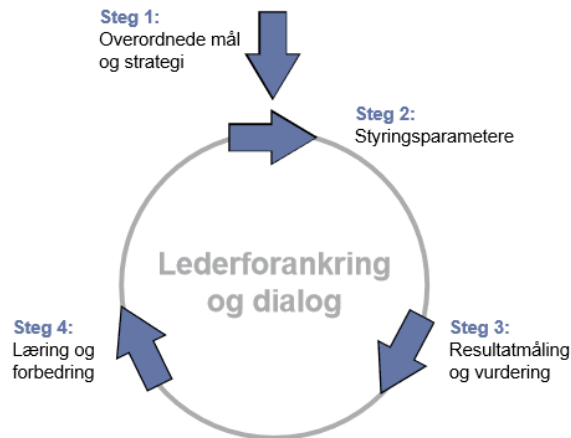 Steg 1:
Overordnede mål
og strategi
Steg 2:
Styringsparametere
Lederforankring
og dialog
Steg 3:
Resultatmåling
og vurdering
Steg 4:
Læring og
forbedring